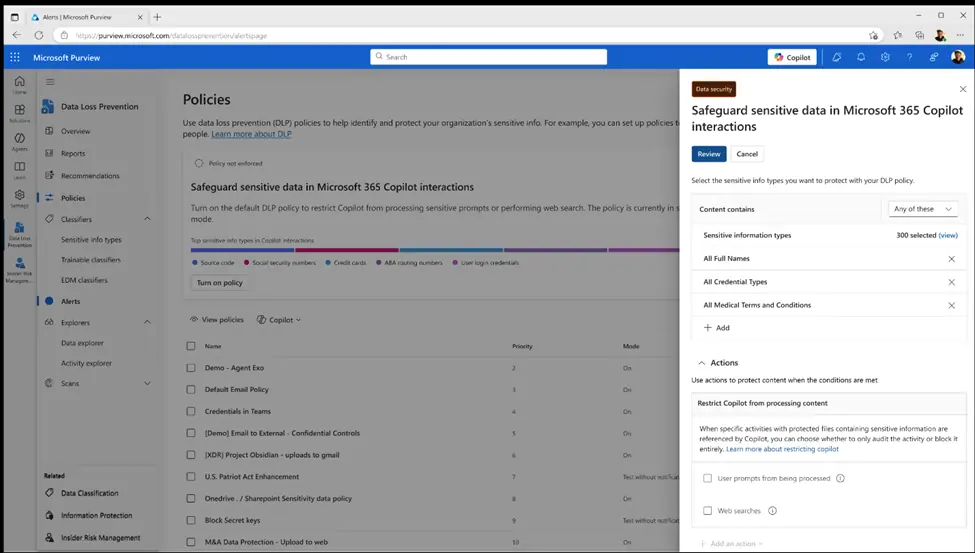 Alerts | Microsoft Purview
https://purview.microsoft.com/datalossprevention/alertspage
Microsoft Purview
Search
Copilot
Home
Solutions
Agents
Learn
Settings
Data Loss
Prevention
Insider Risk
Managem...
Data Loss Prevention
Overview
Reports
Recommendations
Policies
Classifiers
Sensitive info types
Trainable classifiers
EDM classifiers
Alerts
Explorers
Data explorer
Activity explorer
Scans
Related
Data Classification
Information Protection
Insider Risk Management
Policies
Use data loss prevention (DLP) policies to help identify and protect your organization's sensitive info. For example, you can set up policies to
people. Learn more about DLP
Policy not enforced
Safeguard sensitive data in Microsoft 365 Copilot interactions
Turn on the default DLP policy to restrict Copilot from processing sensitive prompts or performing web search. The policy is currently in s
mode.
Top sensitive info types in Copilot interactions
Source code
Social security numbers
Credit cards
ABA routing numbers
User login credentials
Turn on policy
View policies
Copilot
Name Priority Mode
Demo - Agent Exo 2 On
Default Email Policy 3 On
Credentials in Teams 4 On
[Demo] Email to External - Confidential Controls 5 On
[XDR] Project Obsidian - uploads to gmail 6 On
U.S. Patriot Act Enhancement 7 Test without notificat
Onedrive . / Sharepoint Sensitivity data policy 8 On
Block Secret keys 9 Test without notificat
M&A Data Protection - Upload to web 10 On
Data security
Safeguard sensitive data in Microsoft 365 Copilot
interactions
Review
Cancel
Select the sensitive info types you want to protect with your DLP policy.
Content contains
Any of these
Sensitive information types
300 selected (view)
All Full Names
All Credential Types
All Medical Terms and Conditions
Add
Actions
Use actions to protect content when the conditions are met
Restrict Copilot from processing content
When specific activities with protected files containing sensitive information are
referenced by Copilot, you can choose whether to only audit the activity or block it
entirely. Learn more about restricting copilot
User prompts from being processed
Web searches
Add an action